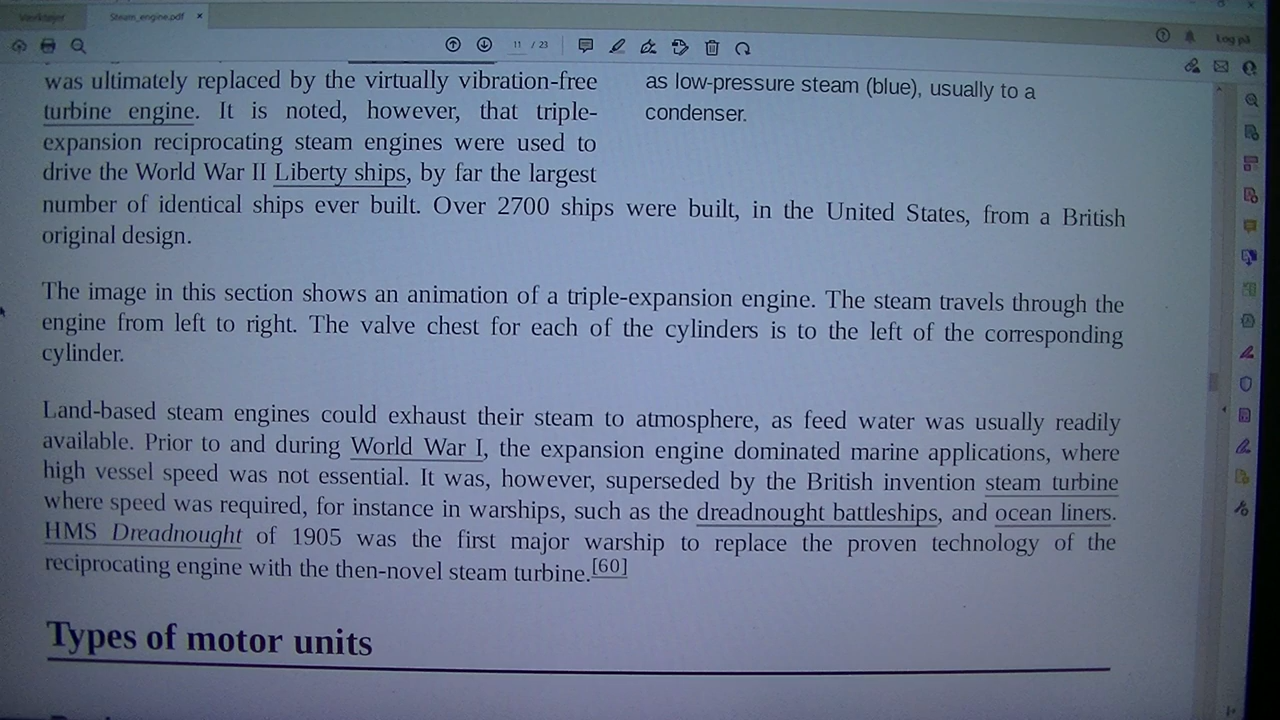 Værktøjer
Steam_engine.pdf
11 / 23
Log på
was ultimately replaced by the virtually vibration-free
turbine engine. It is noted, however, that triple-
expansion reciprocating steam engines were used to
drive the World War II Liberty ships, by far the largest
number of identical ships ever built. Over 2700 ships were built, in the United States, from a British
original design.
as low-pressure steam (blue), usually to a
condenser.
The image in this section shows an animation of a triple-expansion engine. The steam travels through the
engine from left to right. The valve chest for each of the cylinders is to the left of the corresponding
cylinder.
Land-based steam engines could exhaust their steam to atmosphere, as feed water was usually readily
available. Prior to and during World War I, the expansion engine dominated marine applications, where
high vessel speed was not essential. It was, however, superseded by the British invention steam turbine
where speed was required, for instance in warships, such as the dreadnought battleships, and ocean liners.
HMS Dreadnought of 1905 was the first major warship to replace the proven technology of the
reciprocating engine with the then-novel steam turbine.[60]
Types of motor units